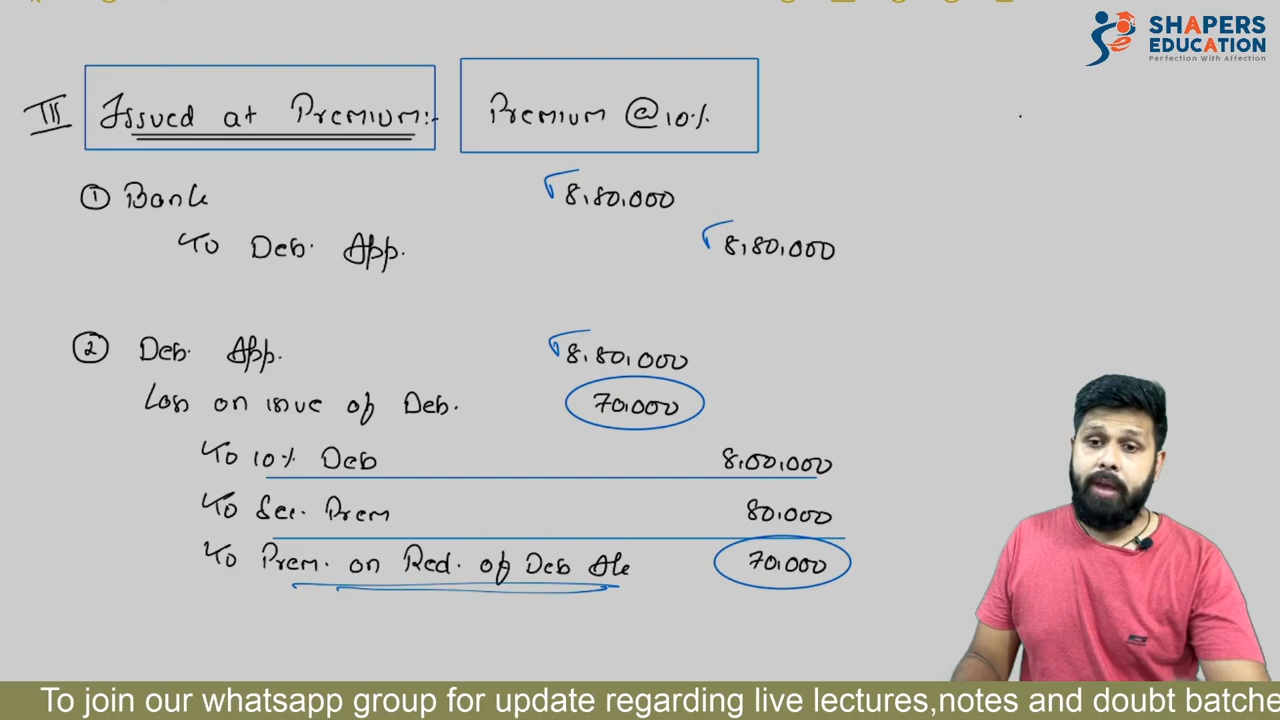 SHAPERS
EDUCATION
Perfection With Affection
III Issued at Premium:- Premium @ 10%
① Bank 8,80,000
To Deb. App. 8,80,000
② Deb. App. 8,80,000
Loss on issue of Deb. 70,000
To 10% Deb 8,00,000
To Sec. Prem 80,000
To Prem. on Red. of Deb A/c 70,000
To join our whatsapp group for update regarding live lectures,notes and doubt batche